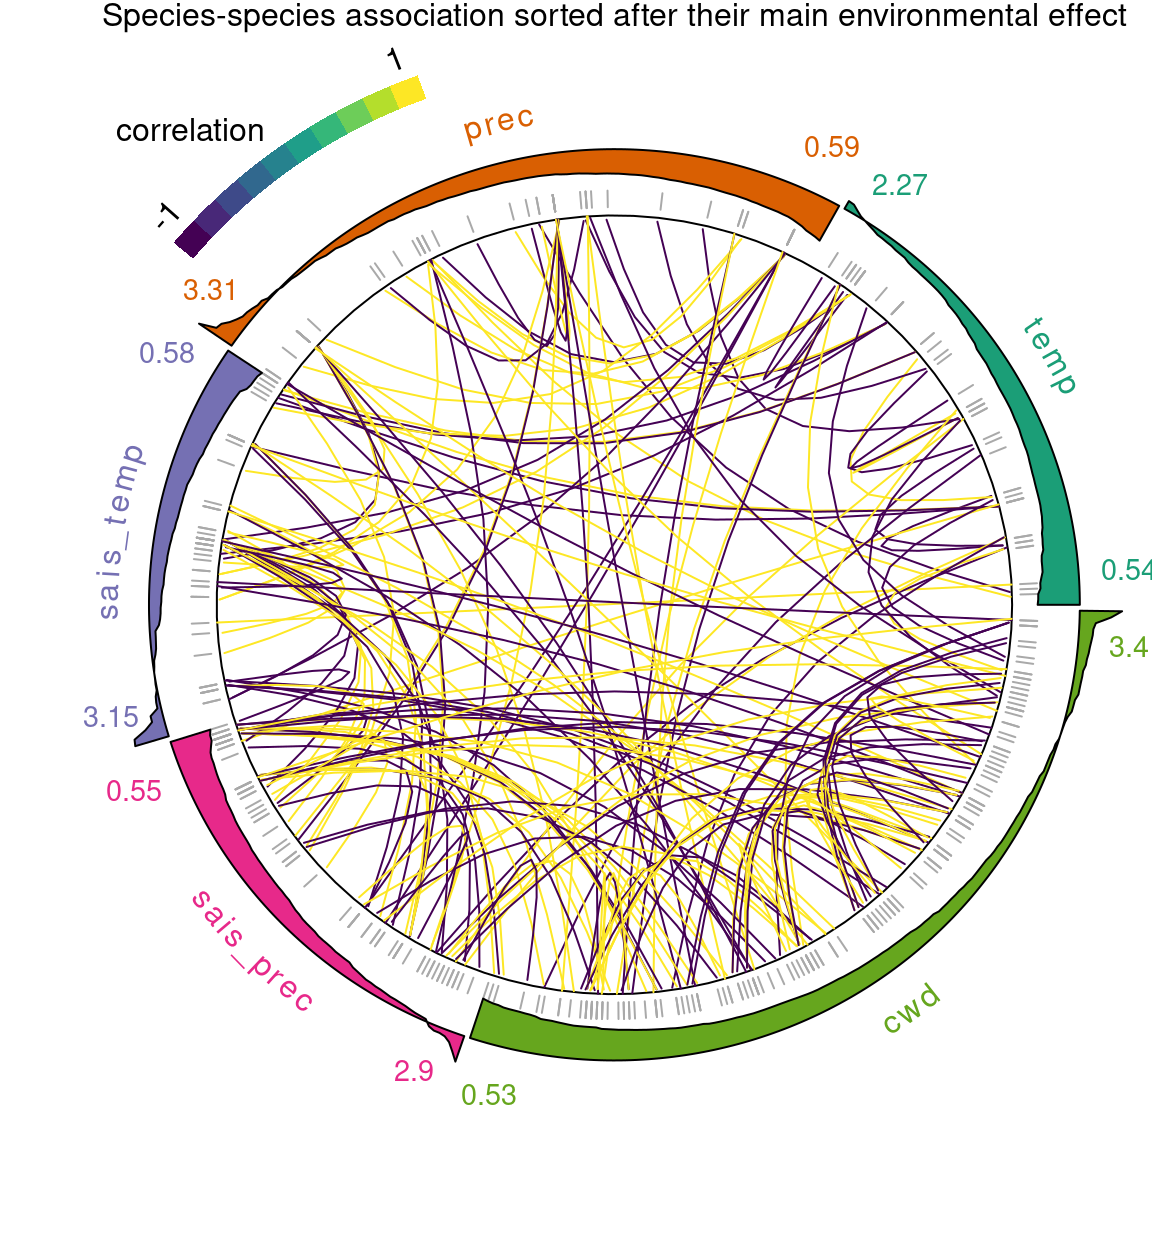 Species-species association sorted after their main environmental effect
1
correlation
-1
prec
0.59
2.27
3.31
0.58
temp
sais_temp
0.54
3.4
3.15
0.55
sais_prec
cwd
2.9
0.53